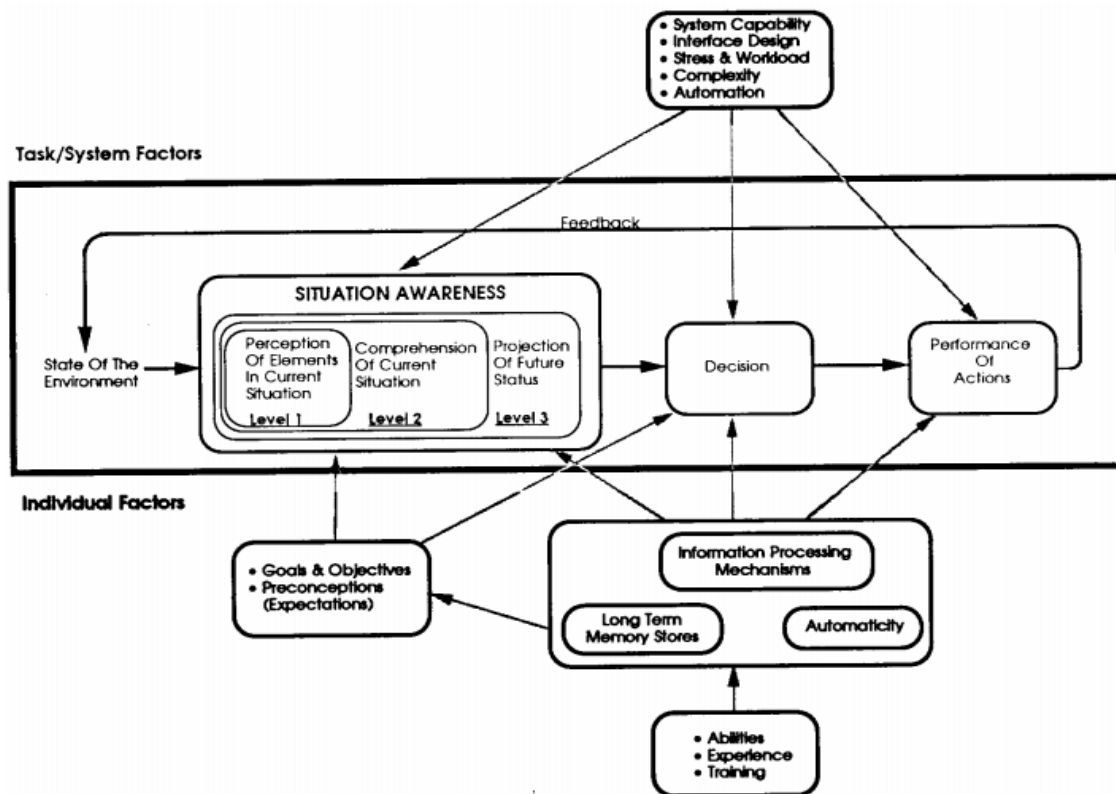 • System Capability
• Interface Design
• Stress & Workload
• Complexity
• Automation
Task/System Factors
Feedback
SITUATION AWARENESS
State Of The
Environment
Perception
Of Elements
In Current
Situation
Level 1
Comprehension
Of Current
Situation
Level 2
Projection
Of Future
Status
Level 3
Decision
Performance
Of
Actions
Individual Factors
• Goals & Objectives
• Preconceptions
(Expectations)
Information Processing
Mechanisms
Long Term
Memory Stores
Automaticity
• Abilities
• Experience
• Training